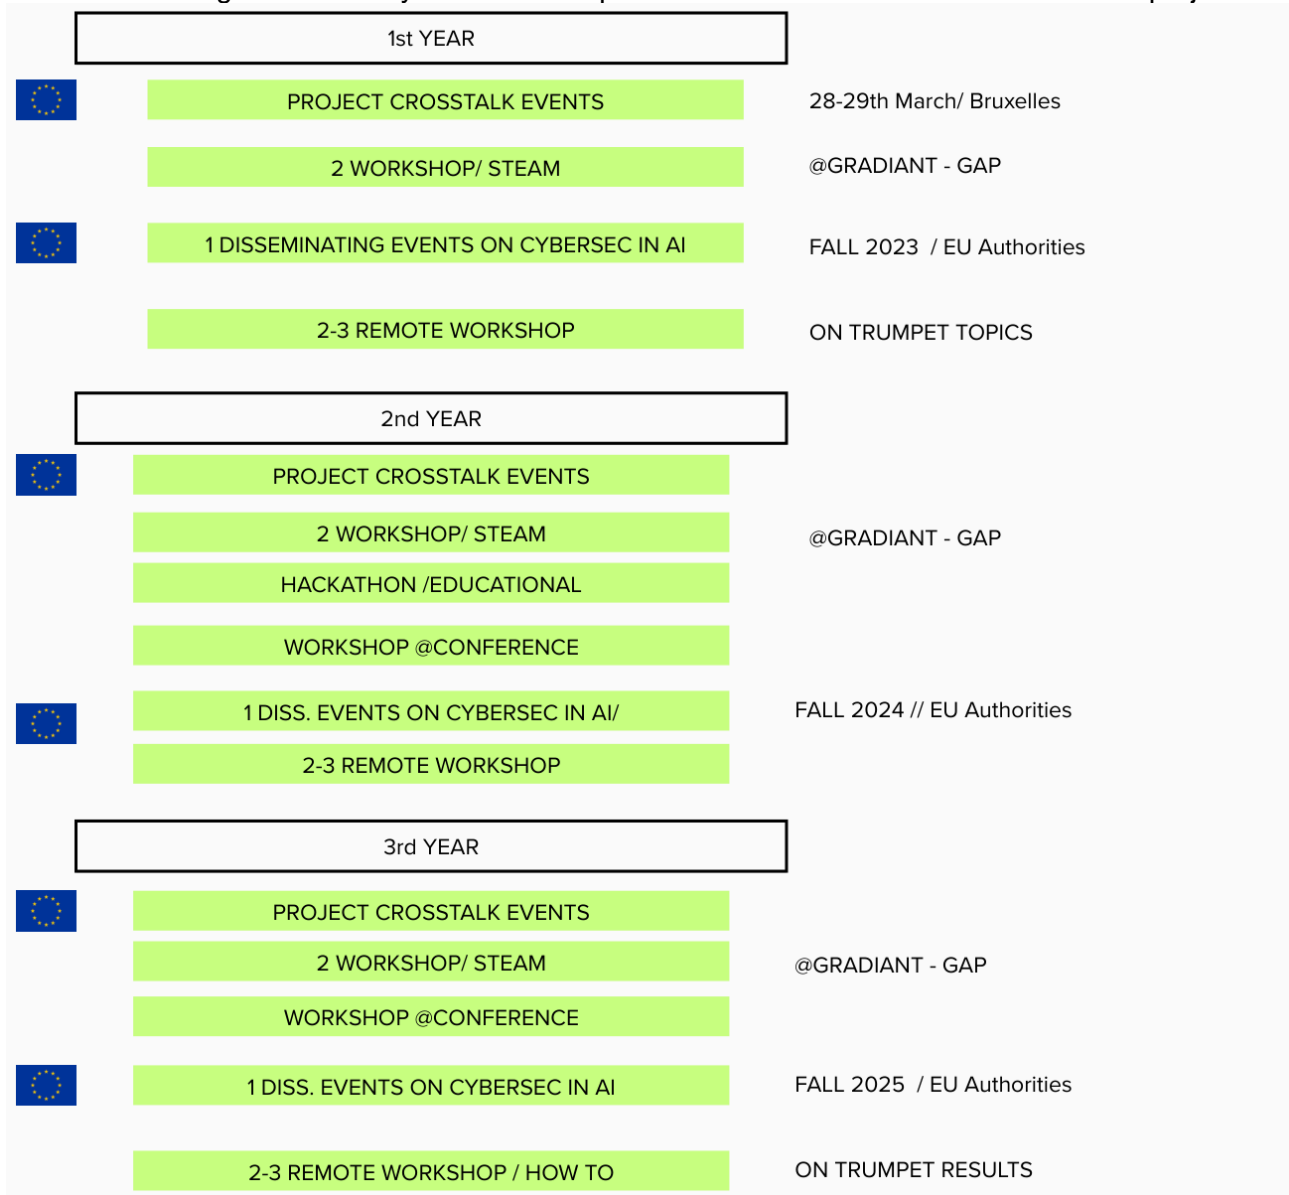 1st YEAR
PROJECT CROSSTALK EVENTS 28-29th March/ Bruxelles
2 WORKSHOP/ STEAM @GRADIANT - GAP
1 DISSEMINATING EVENTS ON CYBERSEC IN AI FALL 2023 / EU Authorities
2-3 REMOTE WORKSHOP ON TRUMPET TOPICS
2nd YEAR
PROJECT CROSSTALK EVENTS
2 WORKSHOP/ STEAM @GRADIANT - GAP
HACKATHON /EDUCATIONAL
WORKSHOP @CONFERENCE
1 DISS. EVENTS ON CYBERSEC IN AI/ FALL 2024 // EU Authorities
2-3 REMOTE WORKSHOP
3rd YEAR
PROJECT CROSSTALK EVENTS
2 WORKSHOP/ STEAM @GRADIANT - GAP
WORKSHOP @CONFERENCE
1 DISS. EVENTS ON CYBERSEC IN AI FALL 2025 / EU Authorities
2-3 REMOTE WORKSHOP / HOW TO ON TRUMPET RESULTS